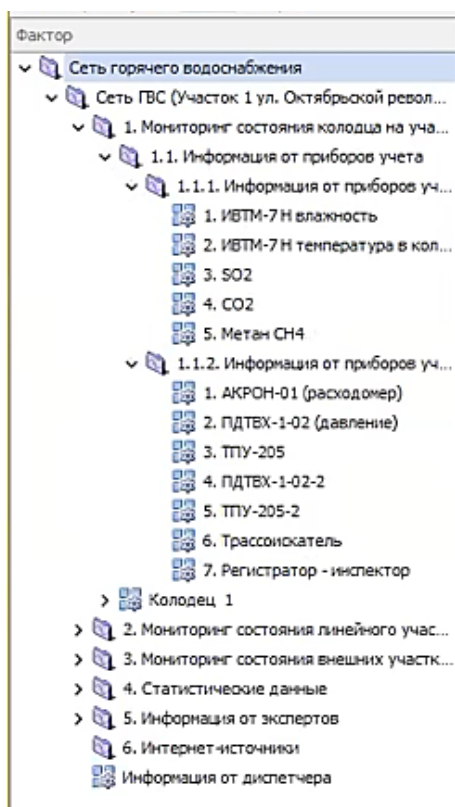 Фактор
Сеть горячего водоснабжения
Сеть ГВС (Участок 1 ул. Октябрьской револ...
1. Мониторинг состояния колодца на уча...
1.1. Информация от приборов учета
1.1.1. Информация от приборов уч...
1. ИВТМ-7 Н влажность
2. ИВТМ-7 Н температура в кол...
3. SO2
4. CO2
5. Метан CH4
1.1.2. Информация от приборов уч...
1. АКРОН-01 (расходомер)
2. ПДТВХ-1-02 (давление)
3. ТПУ-205
4. ПДТВХ-1-02-2
5. ТПУ-205-2
6. Трассоискатель
7. Регистратор - инспектор
Колодец 1
2. Мониторинг состояния линейного учас...
3. Мониторинг состояния внешних участк...
4. Статистические данные
5. Информация от экспертов
6. Интернет-источники
Информация от диспетчера